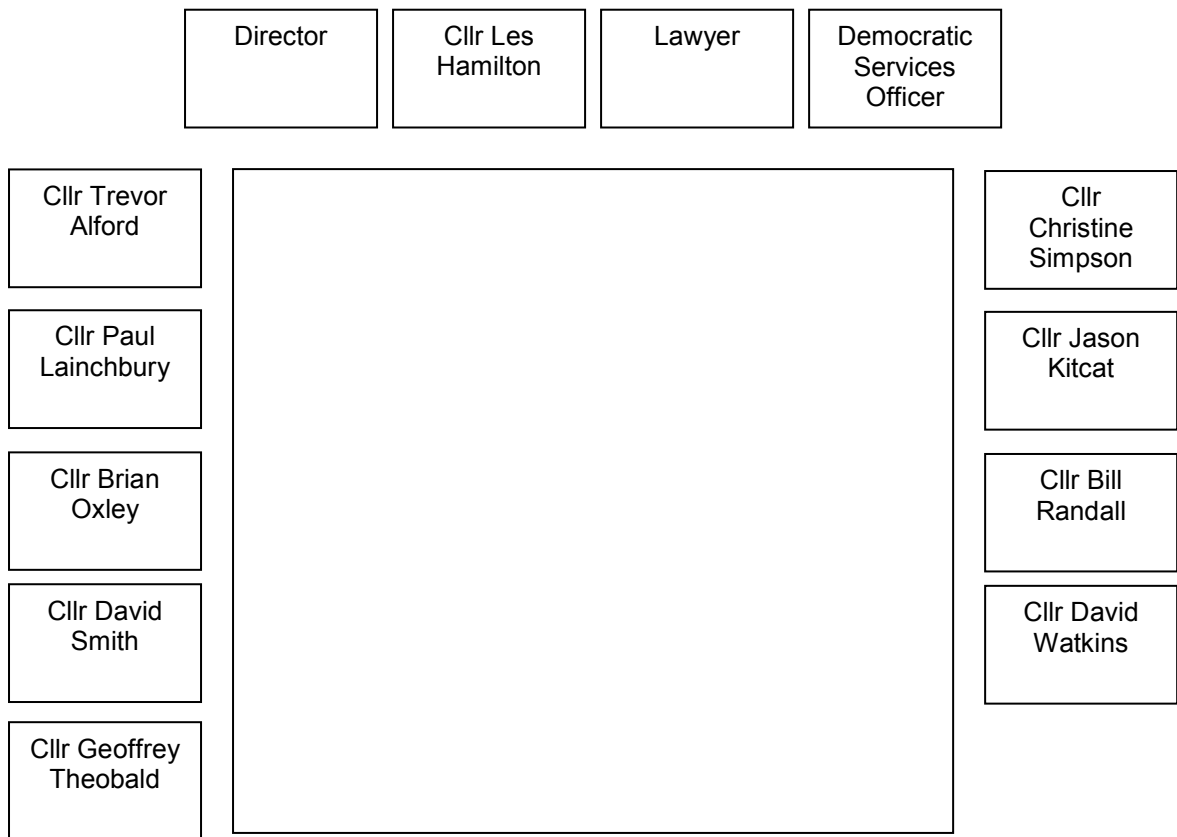 Director
Cllr Les
Hamilton
Lawyer
Democratic
Services
Officer
Cllr Trevor
Alford
Cllr
Christine
Simpson
Cllr Paul
Lainchbury
Cllr Jason
Kitcat
Cllr Brian
Oxley
Cllr Bill
Randall
Cllr David
Smith
Cllr David
Watkins
Cllr Geoffrey
Theobald